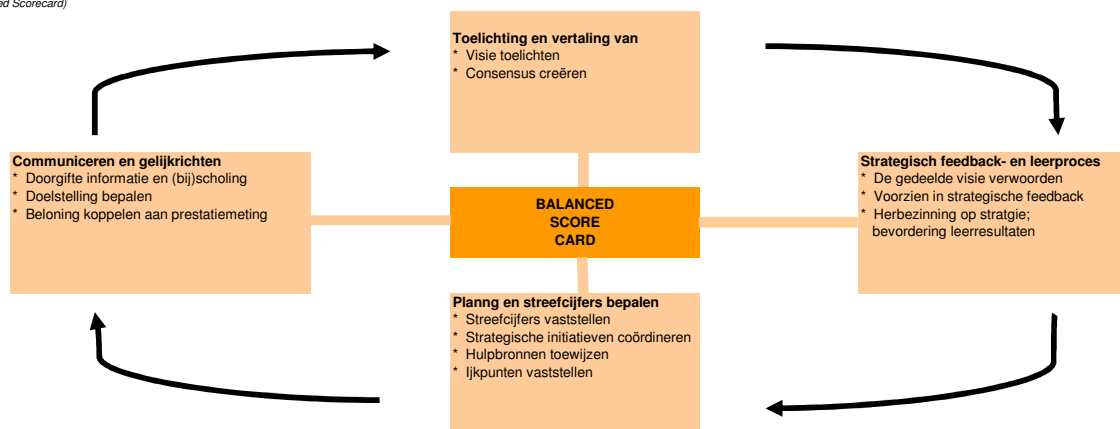 ed Scorecard)
Toelichting en vertaling van
* Visie toelichten
* Consensus creëren
Communiceren en gelijkrichten
* Doorgifte informatie en (bij)scholing
* Doelstelling bepalen
* Beloning koppelen aan prestatiemeting
Strategisch feedback- en leerproces
* De gedeelde visie verwoorden
* Voorzien in strategische feedback
* Herbezinning op stratgie;
bevordering leerresultaten
BALANCED
SCORE
CARD
Planng en streefcijfers bepalen
* Streefcijfers vaststellen
* Strategische initiatieven coördineren
* Hulpbronnen toewijzen
* Ijkpunten vaststellen